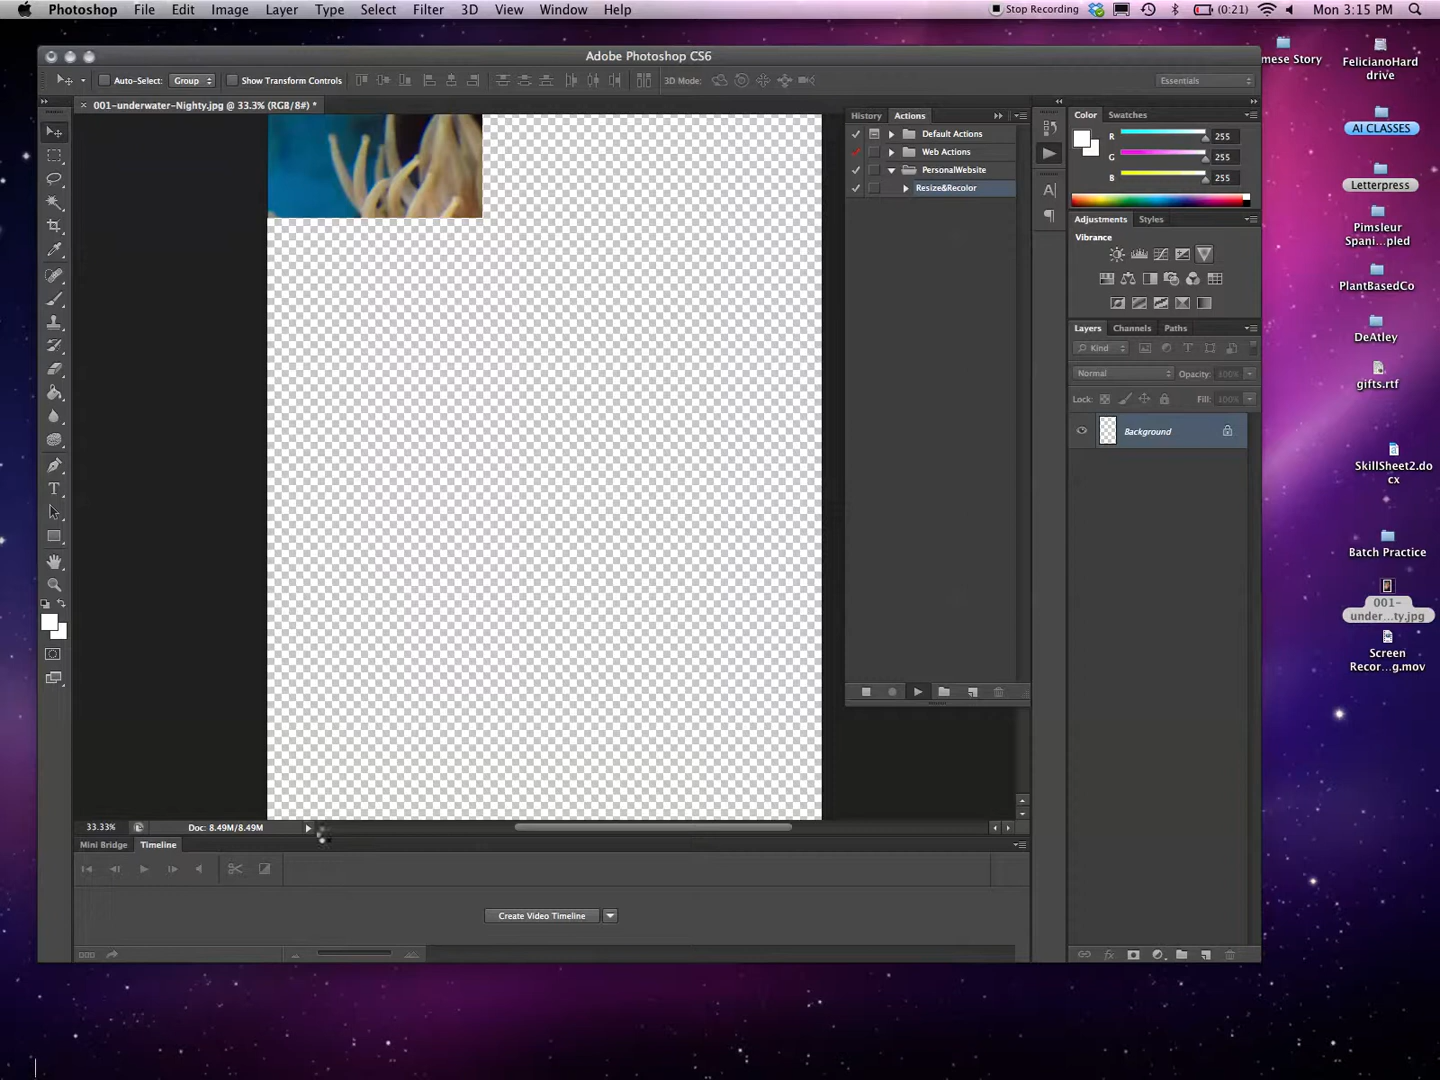 Photoshop File Edit Image Layer Type Select Filter 3D View Window Help Stop Recording (0:21) Mon 3:15 PM
Adobe Photoshop CS6
Auto-Select: Group Show Transform Controls 3D Mode: Essentials
001-underwater-Nighty.jpg @ 33.3% (RGB/8#) *
History Actions
Default Actions
Web Actions
PersonalWebsite
Resize&Recolor
Color Swatches
R 255
G 255
B 255
Adjustments Styles
Vibrance
Layers Channels Paths
Kind
Normal Opacity: 100%
Lock: Fill: 100%
Background
T
33.33% Doc: 8.49M/8.49M
Mini Bridge Timeline
Create Video Timeline
mese Story
FelicianoHard
drive
AI CLASSES
Letterpress
Pimsleur
Spani...pled
PlantBasedCo
DeAtley
gifts.rtf
SkillSheet2.do
cx
Batch Practice
001-
under...ty.jpg
Screen
Recor...g.mov